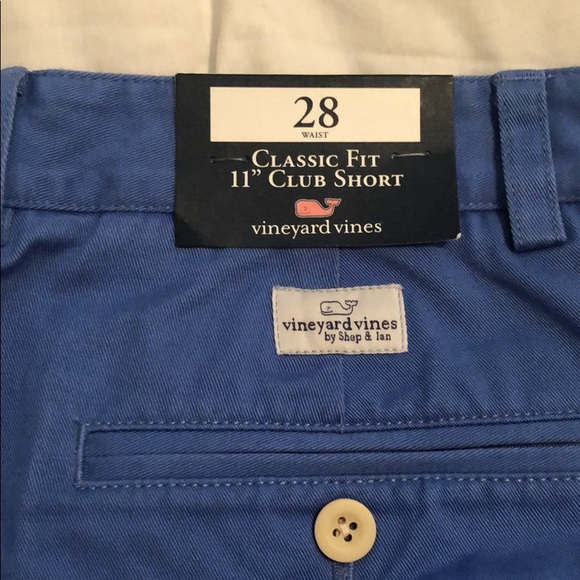 28
WAIST
CLASSIC FIT
11” CLUB SHORT
vineyard vines®
vineyard vines
by Shep & Ian